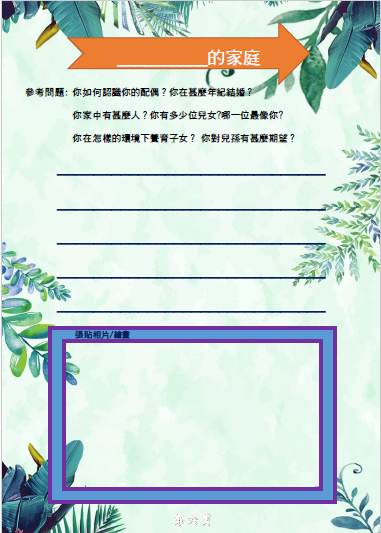 ＿＿＿＿＿＿的家庭
參考問題: 你如何認識你的配偶？你在甚麼年紀結婚？
你家中有甚麼人？你有多少位兒女?哪一位最像你?
你在怎樣的環境下養育子女？ 你對兒孫有甚麼期望？
張貼相片/繪畫
第六頁